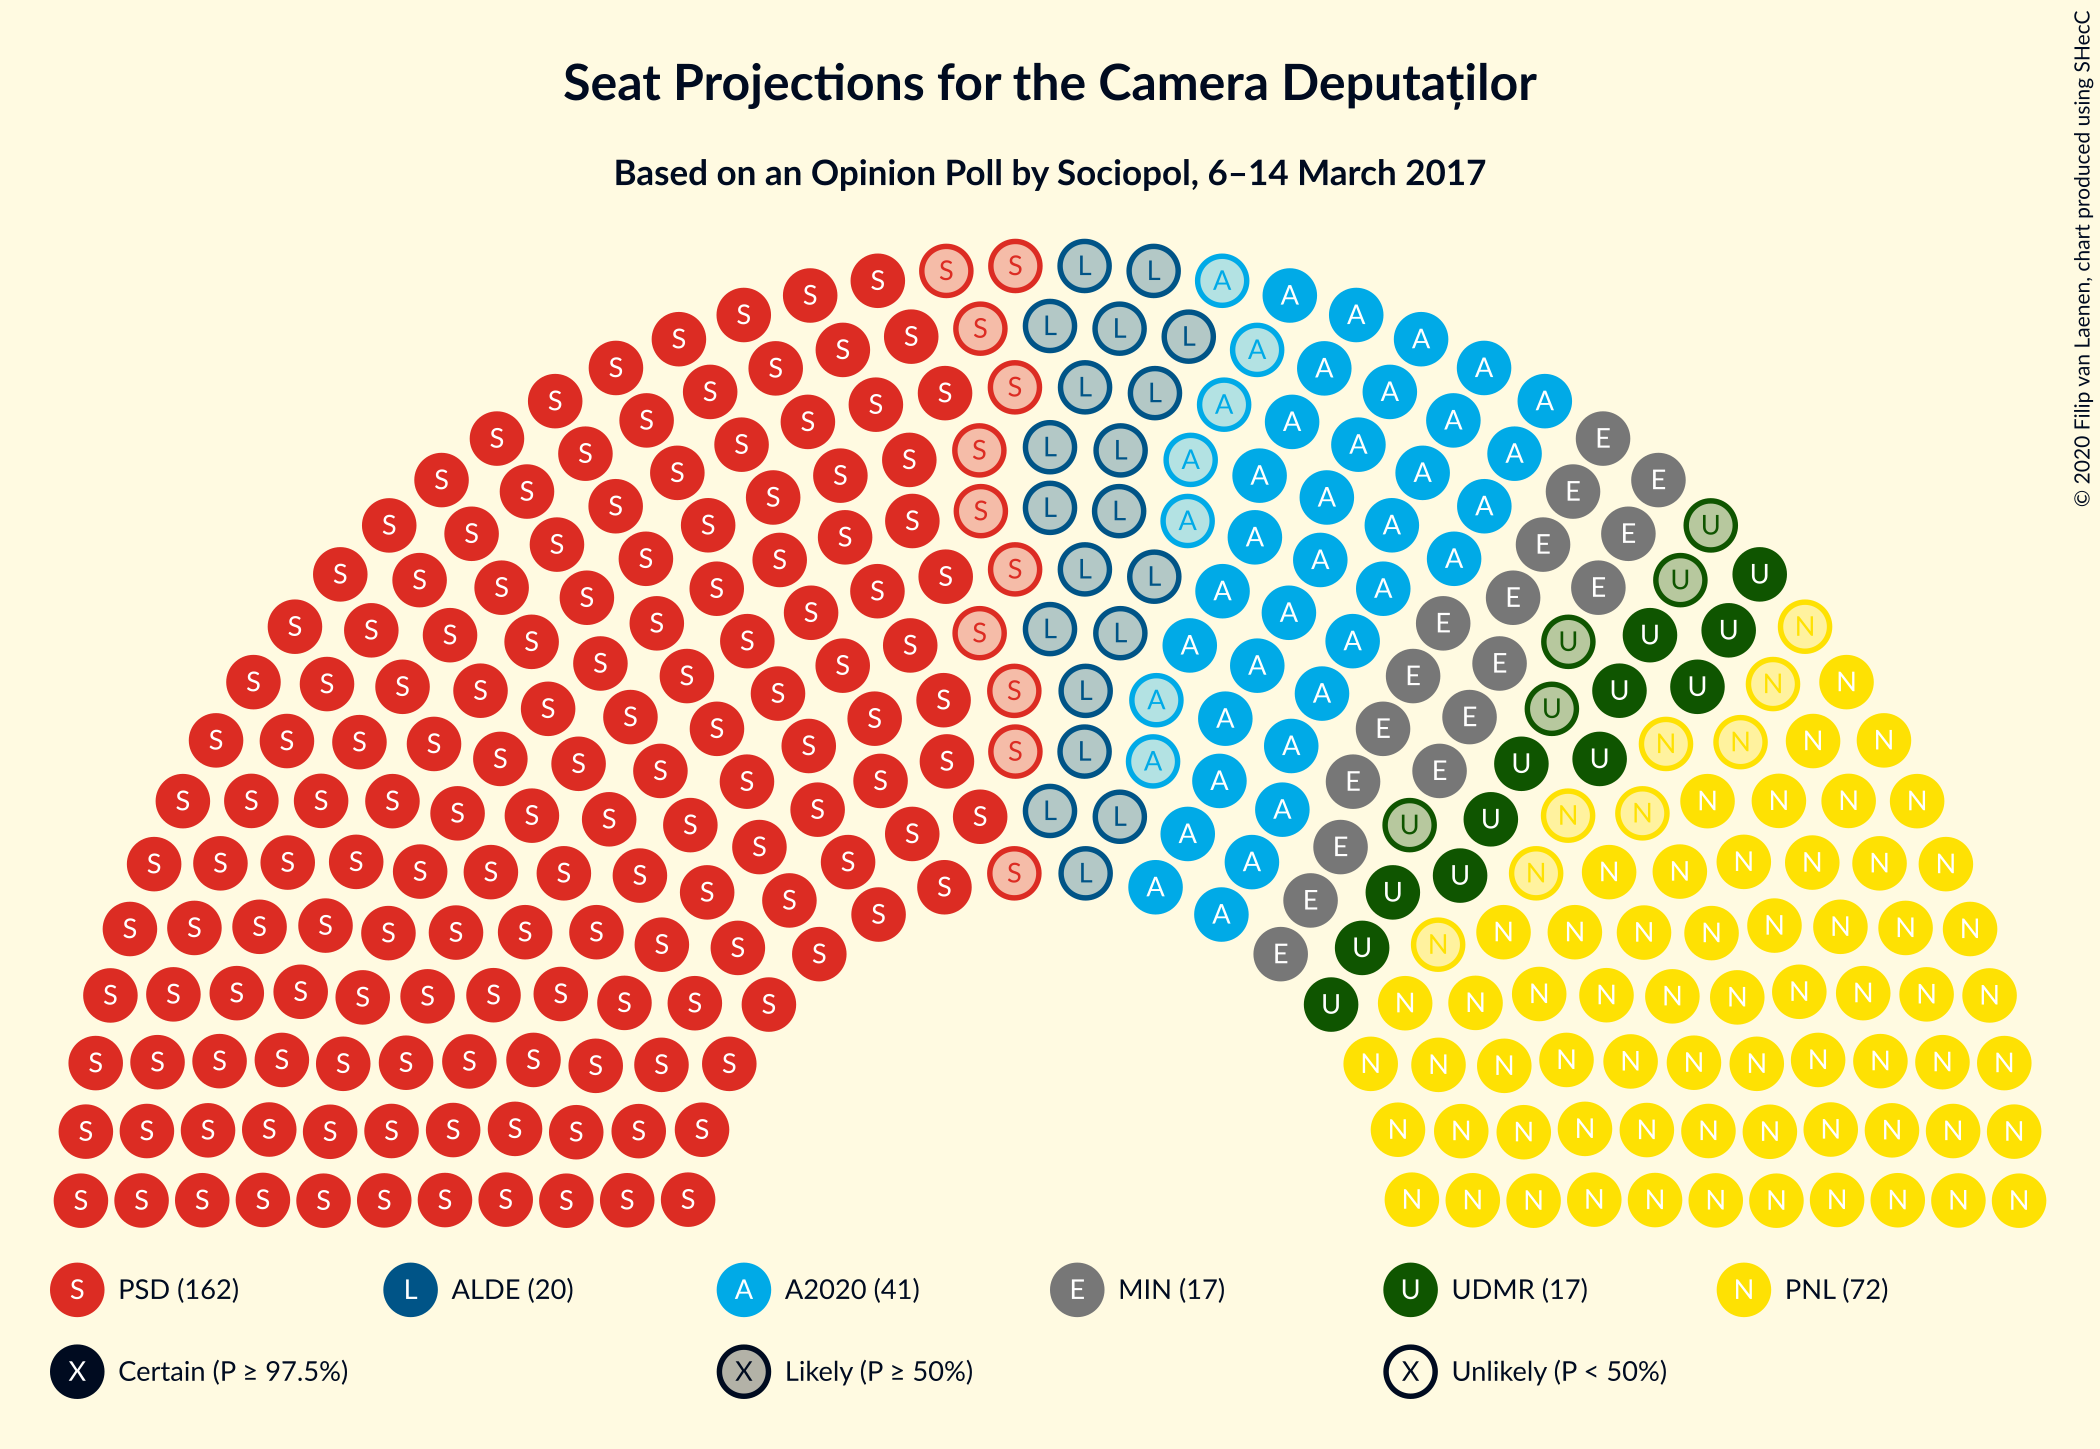 Seat Projections for the Camera Deputaților
Based on an Opinion Poll by Sociopol, 6–14 March 2017
© 2020 Filip van Laenen, chart produced using SHecC
S PSD (162) L ALDE (20) A A2020 (41) E MIN (17) U UDMR (17) N PNL (72)
X Certain (P ≥ 97.5%) X Likely (P ≥ 50%) X Unlikely (P < 50%)